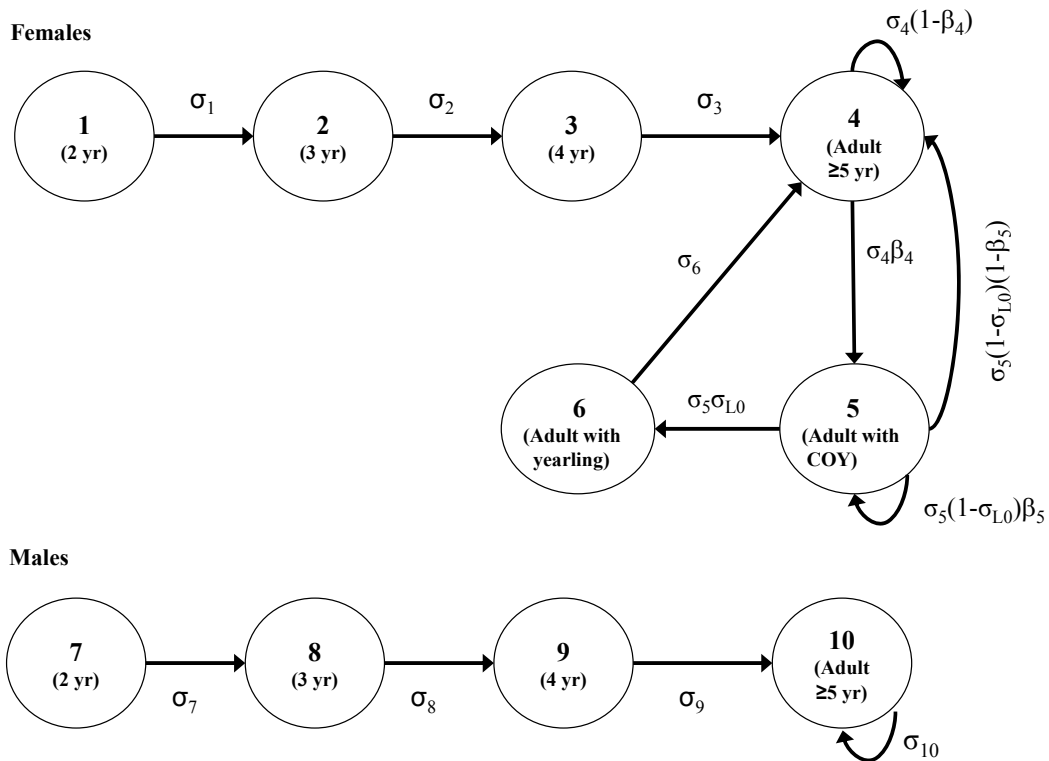 Females
σ4(1-β4)
σ1
σ2
σ3
1
(2 yr)
2
(3 yr)
3
(4 yr)
4
(Adult
≥5 yr)
σ6
σ4β4
σ5(1-σL0)(1-β5)
6
(Adult with
yearling)
σ5σL0
5
(Adult with
COY)
σ5(1-σL0)β5
Males
7
(2 yr)
8
(3 yr)
9
(4 yr)
10
(Adult
≥5 yr)
σ7
σ8
σ9
σ10